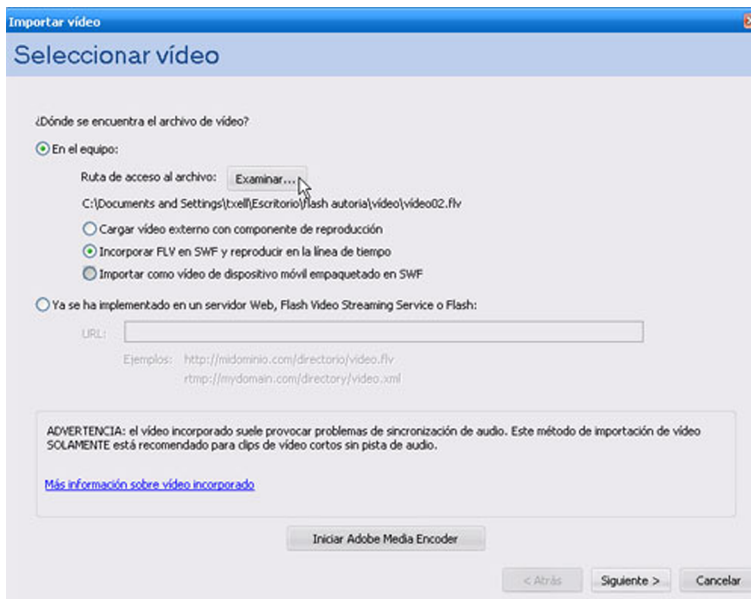 Importar vídeo
Seleccionar vídeo
¿Dónde se encuentra el archivo de vídeo?
En el equipo:
Ruta de acceso al archivo: Examinar...
C:\Documents and Settings\txell\Escritorio\flash autoria\vídeo\vídeo02.flv
Cargar vídeo externo con componente de reproducción
Incorporar FLV en SWF y reproducir en la línea de tiempo
Importar como vídeo de dispositivo móvil empaquetado en SWF
Ya se ha implementado en un servidor Web, Flash Video Streaming Service o Flash:
URL:
Ejemplos: http://midominio.com/directorio/video.flv
rtmp://mydomain.com/directory/video.xml
ADVERTENCIA: el vídeo incorporado suele provocar problemas de sincronización de audio. Este método de importación de vídeo
SOLAMENTE está recomendado para clips de vídeo cortos sin pista de audio.
Más información sobre vídeo incorporado
Iniciar Adobe Media Encoder
< Atrás Siguiente > Cancelar